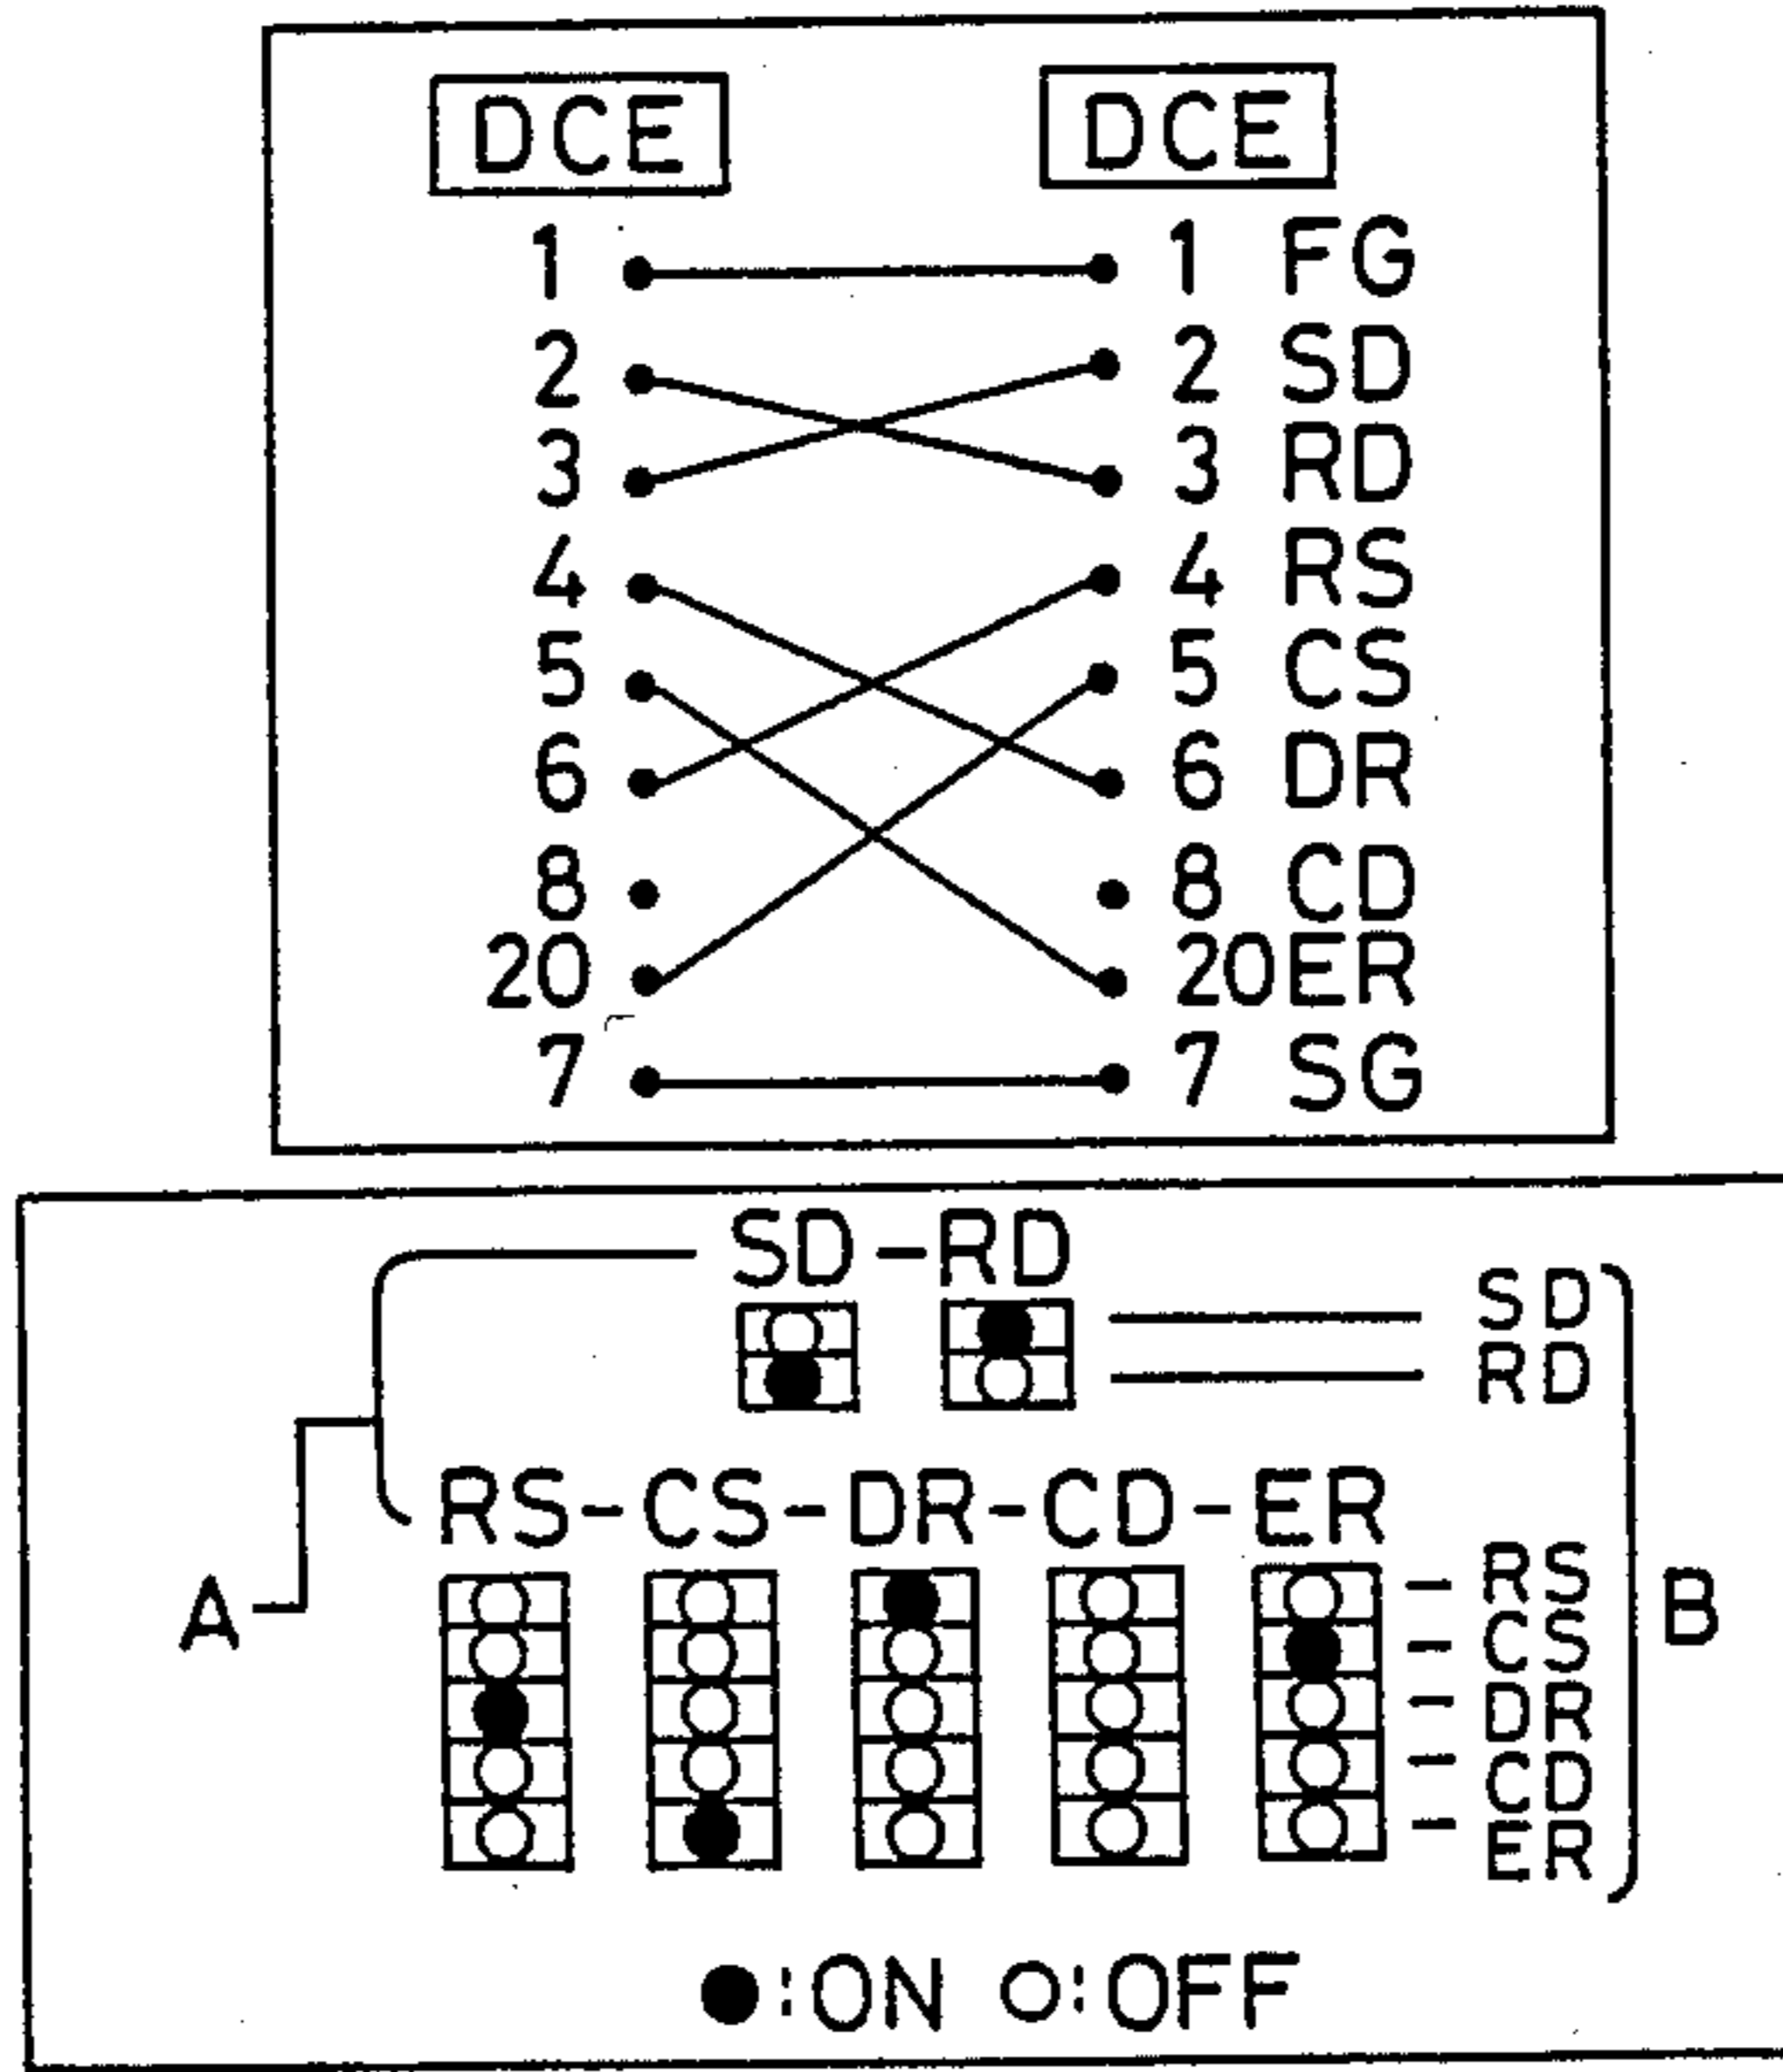 DCE DCE
1 1 FG
2 2 SD
3 3 RD
4 4 RS
5 5 CS
6 6 DR
8 8 CD
20 20ER
7 7 SG
SD-RD
SD
RD
RS-CS-DR-CD-ER
RS
CS
DR
CD
ER
A
B
●:ON ○:OFF